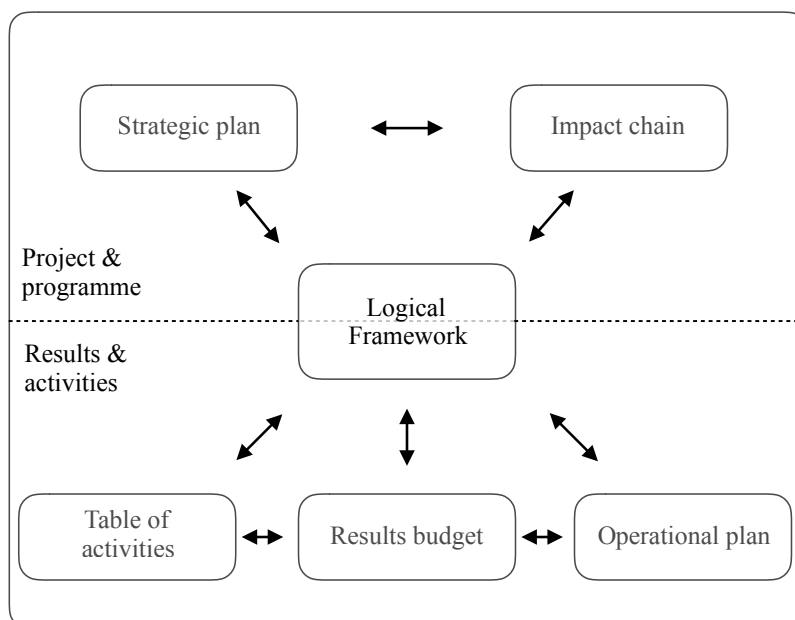 Strategic plan
Impact chain
Project &
programme
Logical
Framework
Results &
activities
Table of
activities
Results budget
Operational plan